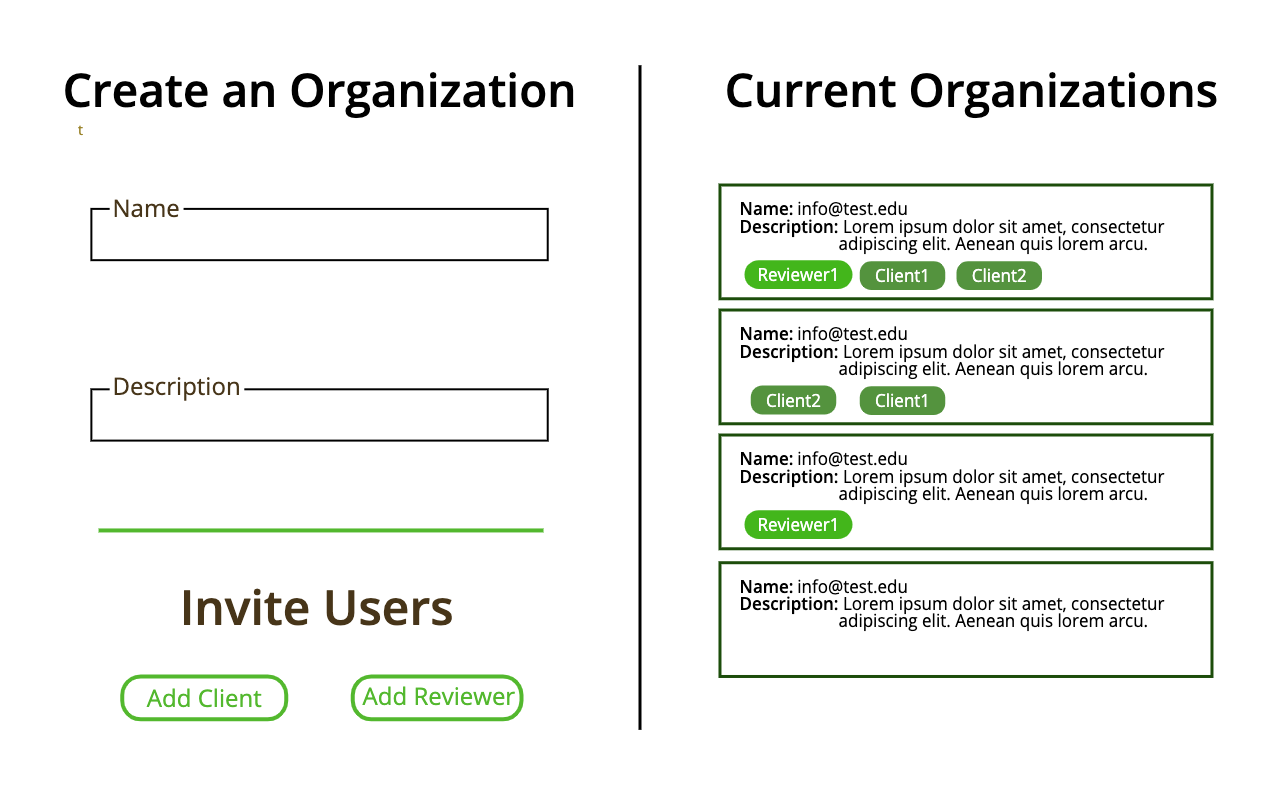 Create an Organization
t
Name
Description
Invite Users
Add Client
Add Reviewer
Current Organizations
Name: info@test.edu
Description: Lorem ipsum dolor sit amet, consectetur
adipiscing elit. Aenean quis lorem arcu.
Reviewer1 Client1 Client2
Name: info@test.edu
Description: Lorem ipsum dolor sit amet, consectetur
adipiscing elit. Aenean quis lorem arcu.
Client2 Client1
Name: info@test.edu
Description: Lorem ipsum dolor sit amet, consectetur
adipiscing elit. Aenean quis lorem arcu.
Reviewer1
Name: info@test.edu
Description: Lorem ipsum dolor sit amet, consectetur
adipiscing elit. Aenean quis lorem arcu.